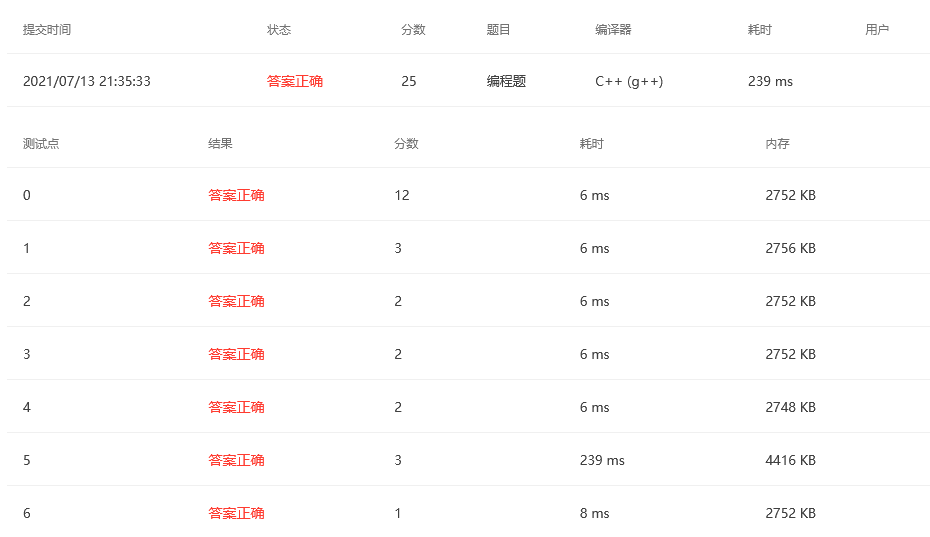 提交时间 状态 分数 题目 编译器 耗时 用户
2021/07/13 21:35:33 答案正确 25 编程题 C++ (g++) 239 ms
测试点 结果 分数 耗时 内存
0 答案正确 12 6 ms 2752 KB
1 答案正确 3 6 ms 2756 KB
2 答案正确 2 6 ms 2752 KB
3 答案正确 2 6 ms 2752 KB
4 答案正确 2 6 ms 2748 KB
5 答案正确 3 239 ms 4416 KB
6 答案正确 1 8 ms 2752 KB